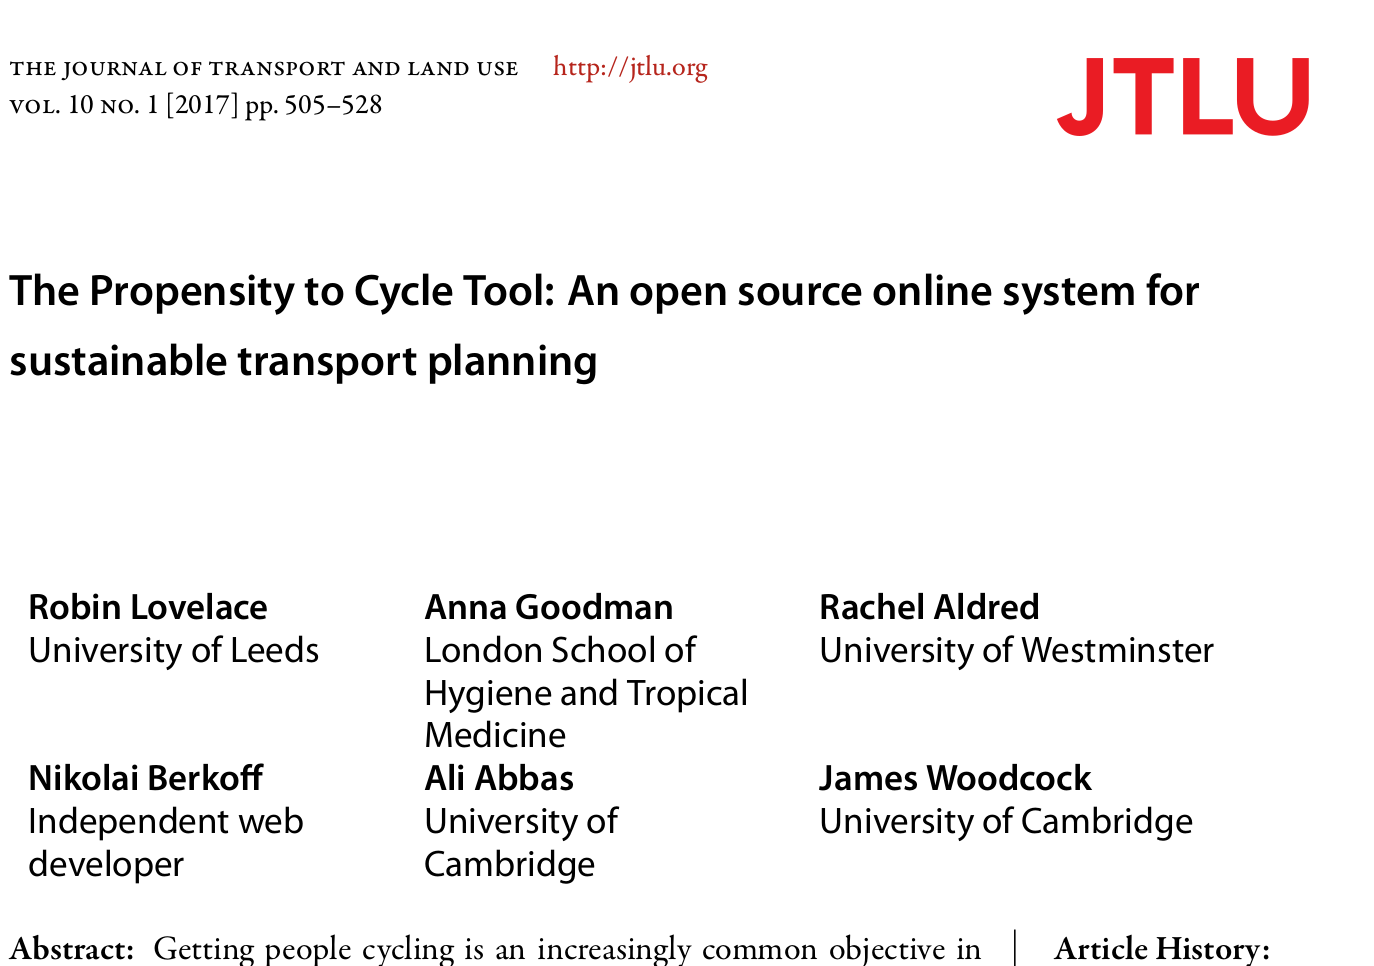 THE JOURNAL OF TRANSPORT AND LAND USE http://jtlu.org
VOL. 10 NO. 1 [2017] pp. 505–528
JTLU
The Propensity to Cycle Tool: An open source online system for
sustainable transport planning
Robin Lovelace
University of Leeds
Anna Goodman
London School of
Hygiene and Tropical
Medicine
Rachel Aldred
University of Westminster
Nikolai Berkoff
Independent web
developer
Ali Abbas
University of
Cambridge
James Woodcock
University of Cambridge
Abstract: Getting people cycling is an increasingly common objective in
Article History: